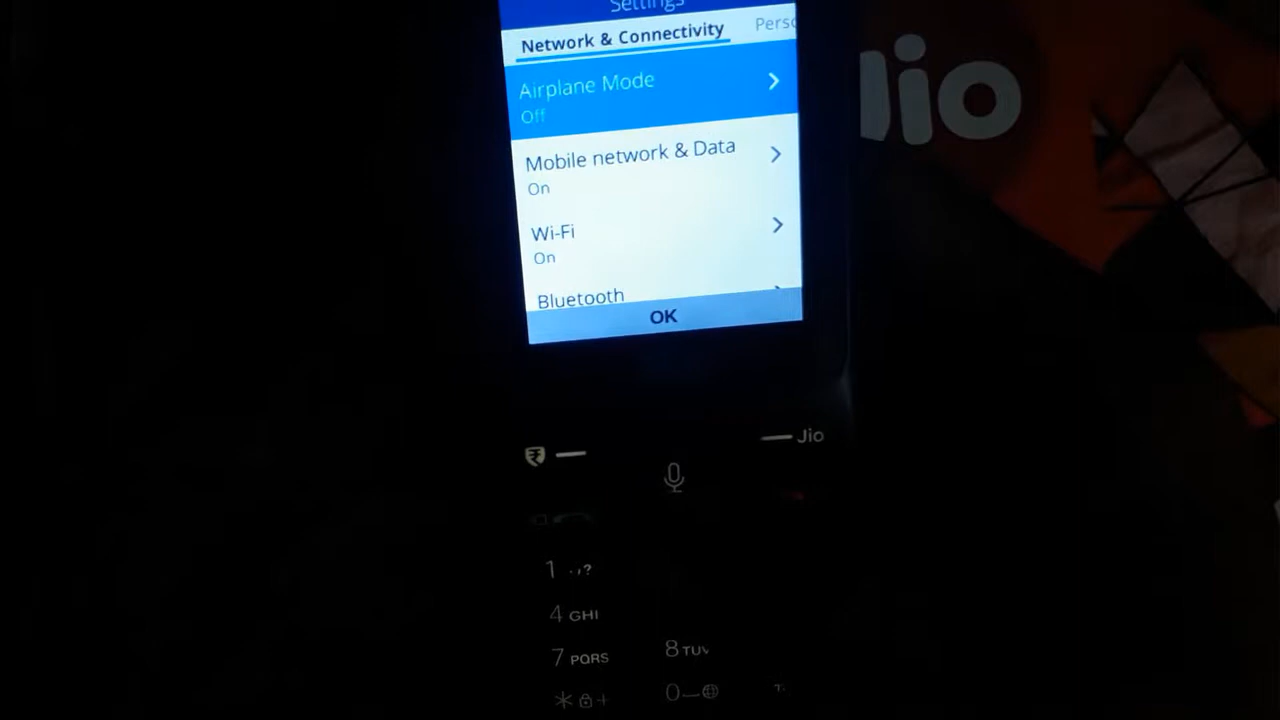 Settings
Network & Connectivity
Perso
Jio
Airplane Mode
Off
Mobile network & Data
On
Wi-Fi
On
Bluetooth
OK
₹
Jio
1 .,?
4 GHI
7 PQRS
8 TUV
* +
0